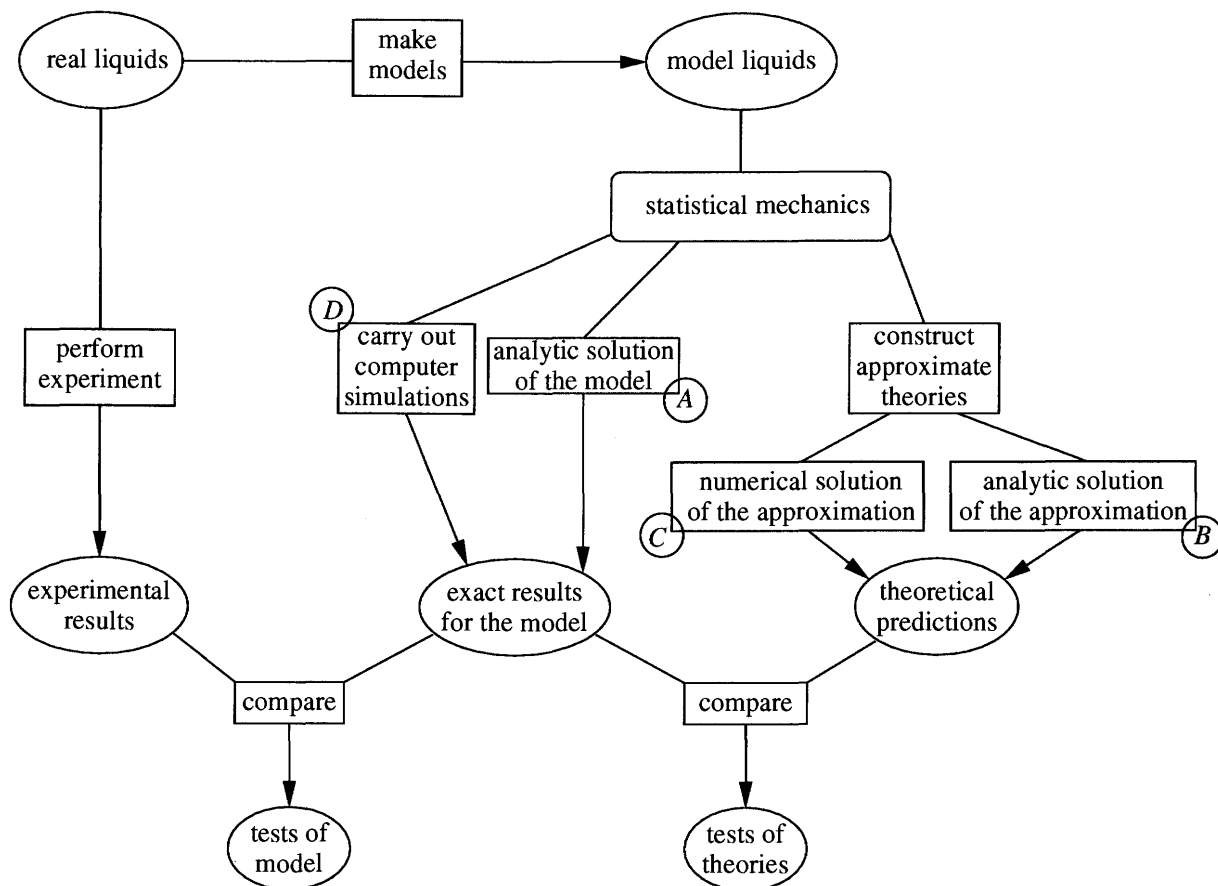 real liquids
make
models
model liquids
statistical mechanics
D
carry out
computer
simulations
analytic solution
of the model
A
construct
approximate
theories
perform
experiment
numerical solution
of the approximation
C
analytic solution
of the approximation
B
experimental
results
exact results
for the model
theoretical
predictions
compare
compare
tests of
model
tests of
theories